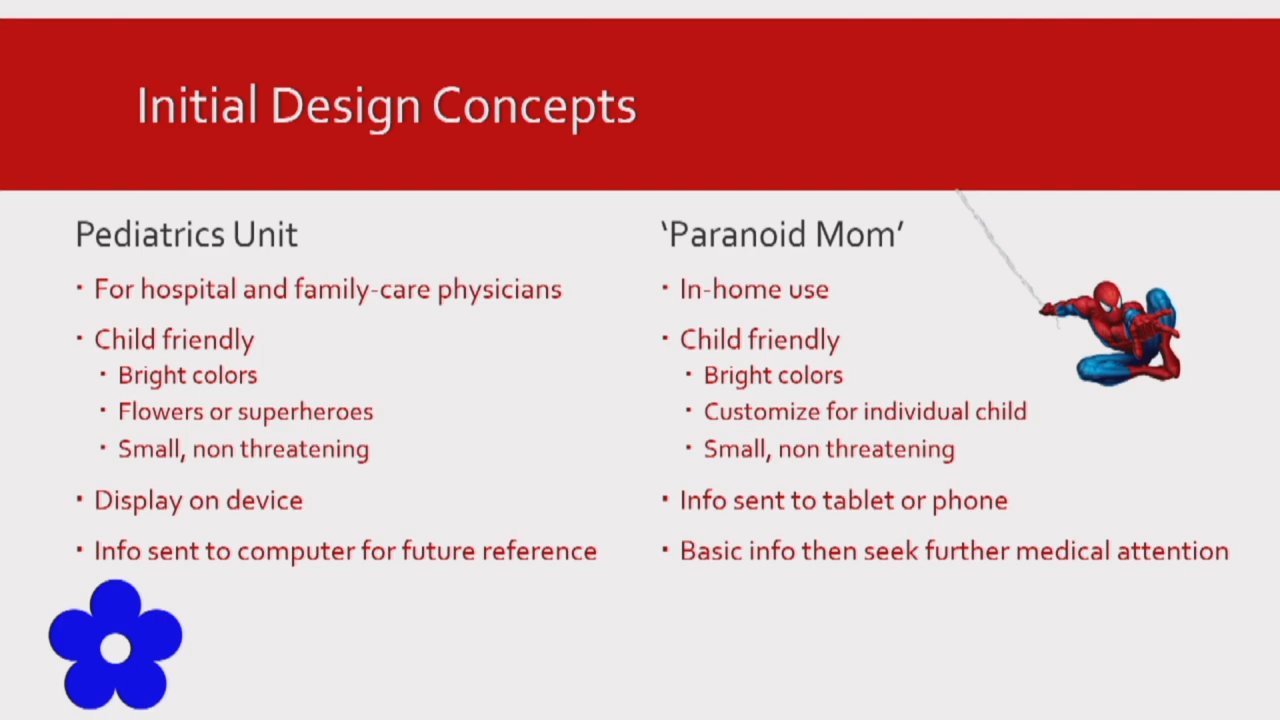 Initial Design Concepts
Pediatrics Unit
For hospital and family-care physicians
Child friendly
Bright colors
Flowers or superheroes
Small, non threatening
Display on device
Info sent to computer for future reference
‘Paranoid Mom’
In-home use
Child friendly
Bright colors
Customize for individual child
Small, non threatening
Info sent to tablet or phone
Basic info then seek further medical attention